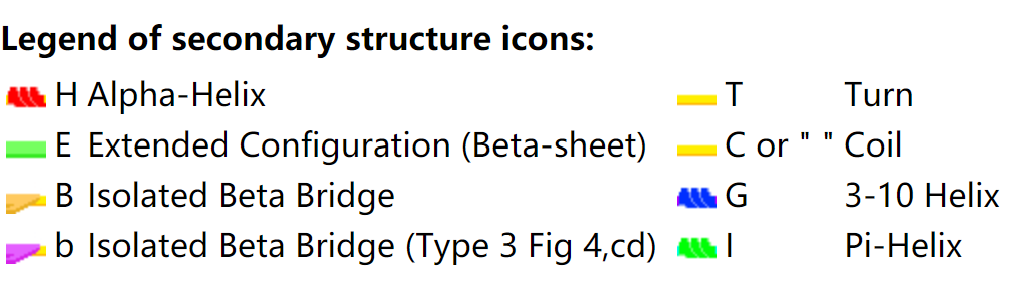 Legend of secondary structure icons:
H Alpha-Helix T Turn
E Extended Configuration (Beta-sheet) C or " " Coil
B Isolated Beta Bridge G 3-10 Helix
b Isolated Beta Bridge (Type 3 Fig 4,cd) I Pi-Helix